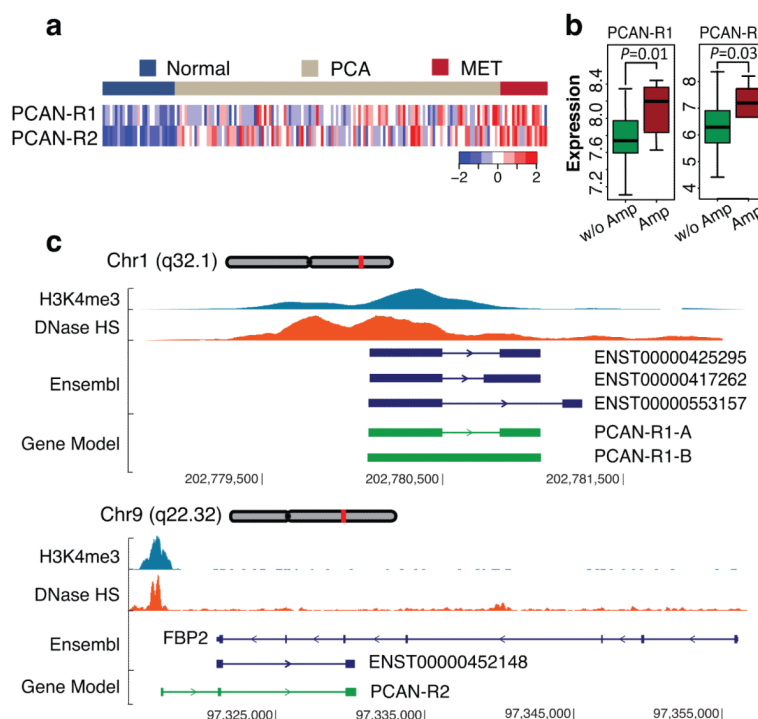 a
Normal PCA MET
PCAN-R1
PCAN-R2
-2 0 2
b
PCAN-R1
P=0.01
Expression
8.4
8.0
7.6
7.2
w/o Amp Amp
PCAN-R
P=0.03
8
7
6
5
4
w/o Amp Amp
c
Chr1 (q32.1)
H3K4me3
DNase HS
Ensembl
ENST00000425295
ENST00000417262
ENST00000553157
Gene Model
PCAN-R1-A
PCAN-R1-B
202,779,500 202,780,500 202,781,500
Chr9 (q22.32)
H3K4me3
DNase HS
Ensembl
FBP2
ENST00000452148
Gene Model
PCAN-R2
97,325,000 97,335,000 97,345,000 97,355,000